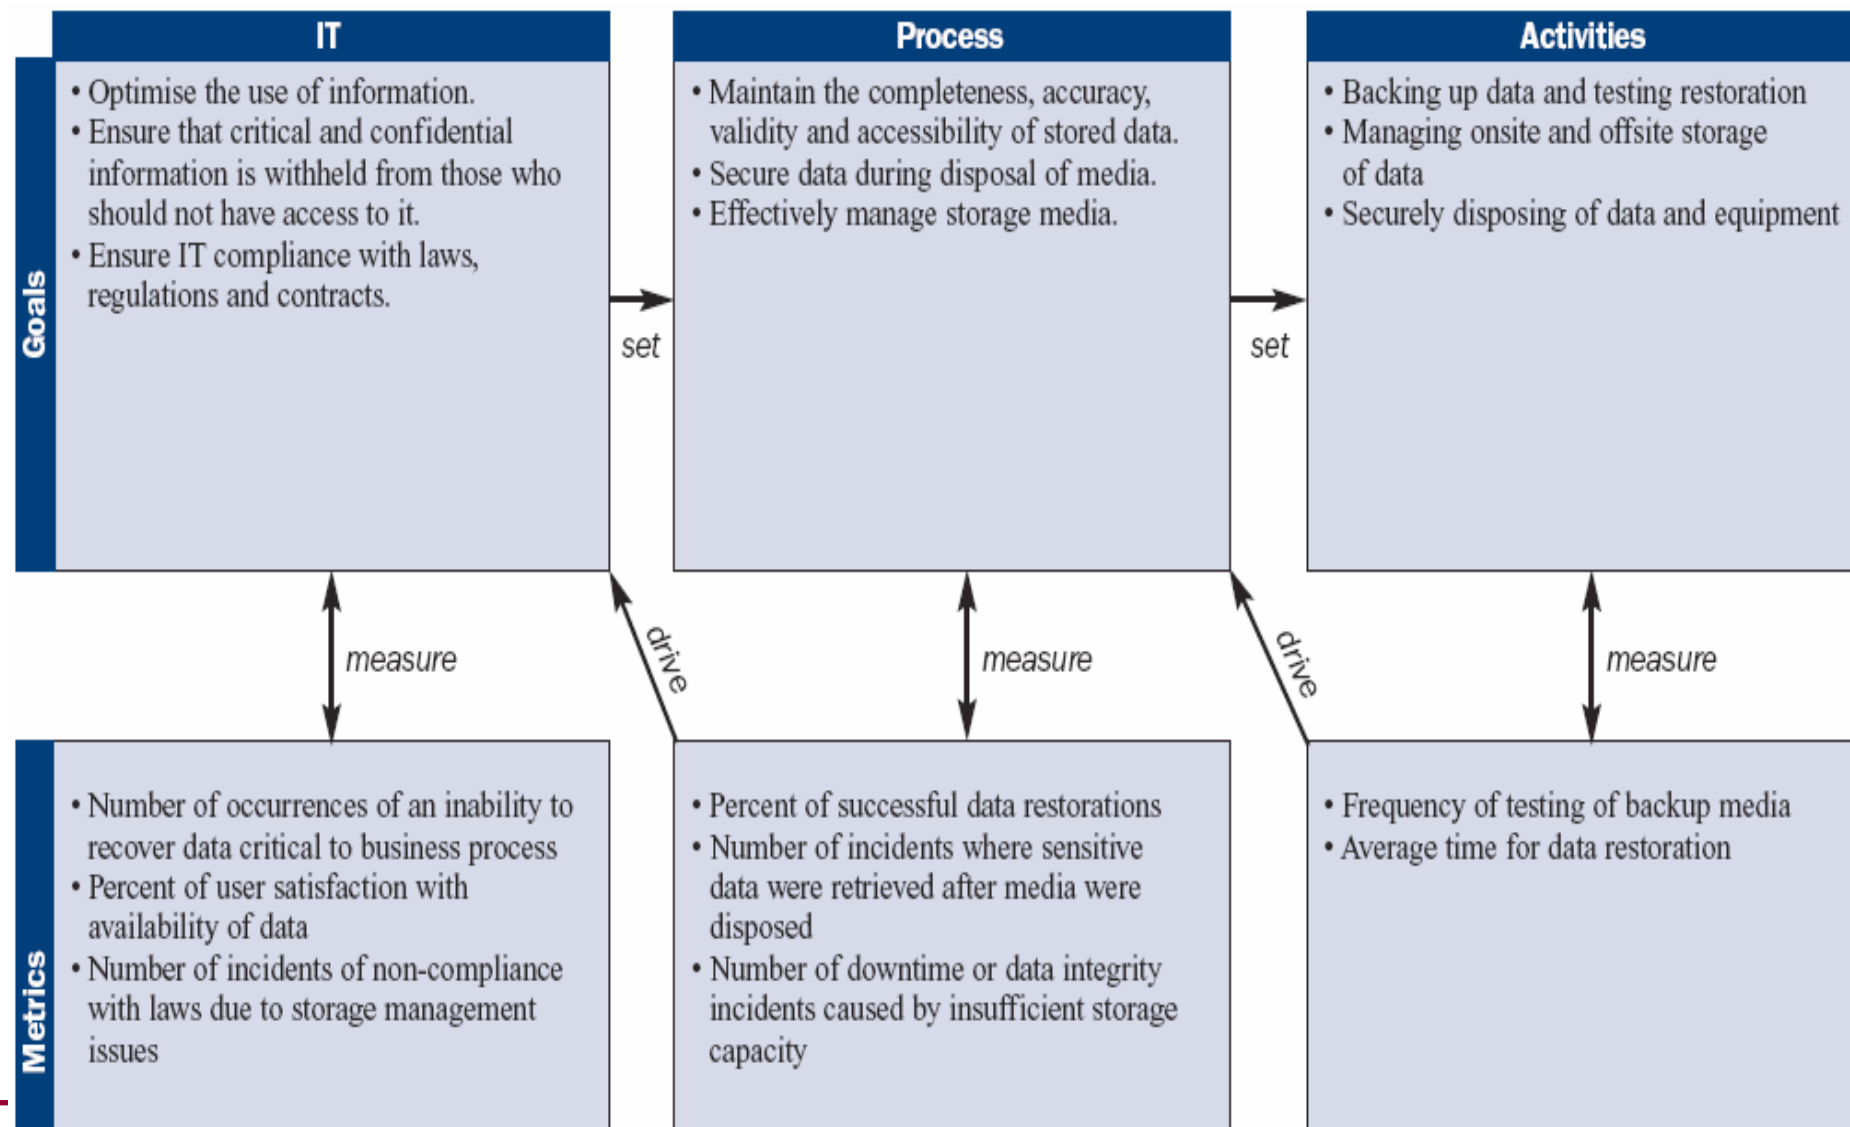 IT
Process
Activities
Goals
• Optimise the use of information.
• Ensure that critical and confidential
information is withheld from those who
should not have access to it.
• Ensure IT compliance with laws,
regulations and contracts.
set
• Maintain the completeness, accuracy,
validity and accessibility of stored data.
• Secure data during disposal of media.
• Effectively manage storage media.
set
• Backing up data and testing restoration
• Managing onsite and offsite storage
of data
• Securely disposing of data and equipment
measure
drive
measure
drive
measure
Metrics
• Number of occurrences of an inability to
recover data critical to business process
• Percent of user satisfaction with
availability of data
• Number of incidents of non-compliance
with laws due to storage management
issues
• Percent of successful data restorations
• Number of incidents where sensitive
data were retrieved after media were
disposed
• Number of downtime or data integrity
incidents caused by insufficient storage
capacity
• Frequency of testing of backup media
• Average time for data restoration